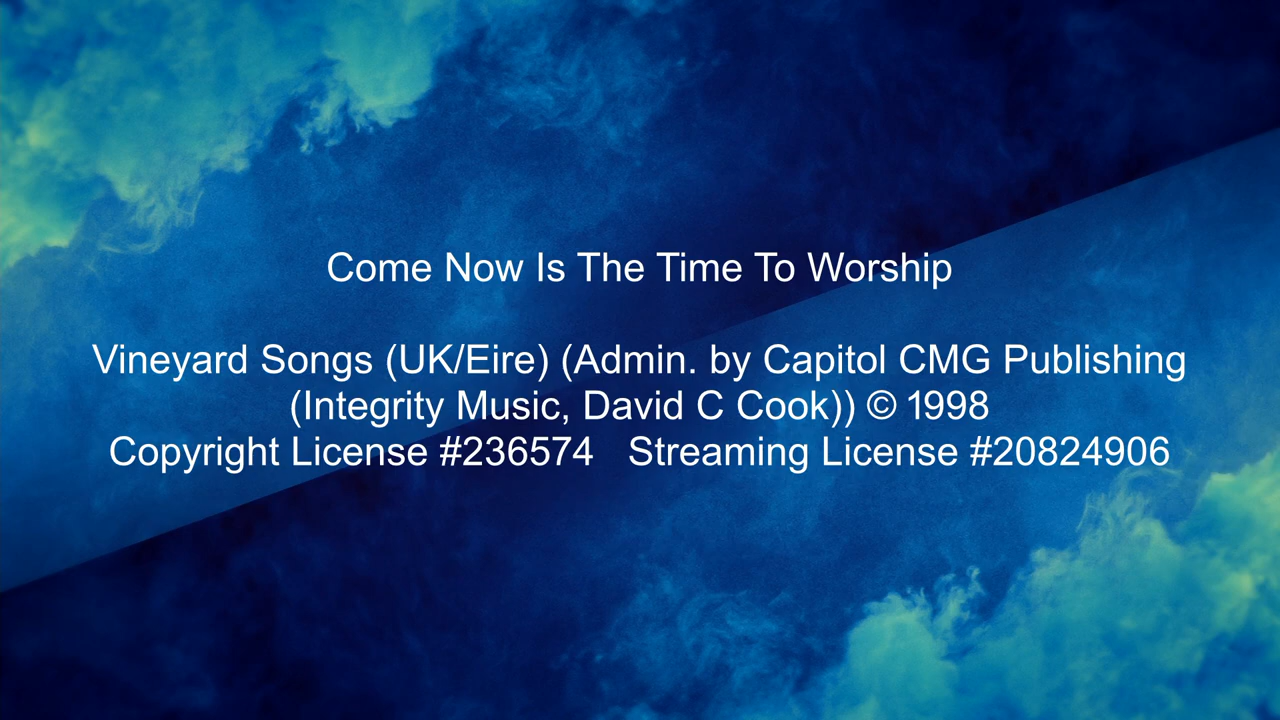 Come Now Is The Time To Worship
Vineyard Songs (UK/Eire) (Admin. by Capitol CMG Publishing
(Integrity Music, David C Cook)) © 1998
Copyright License #236574   Streaming License #20824906